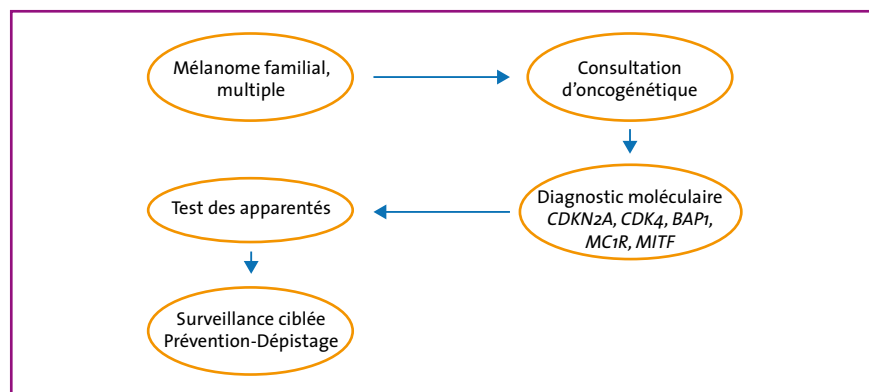 Mélanome familial,
multiple
Consultation
d'oncogénétique
Diagnostic moléculaire
CDKN2A, CDK4, BAP1,
MC1R, MITF
Test des apparentés
Surveillance ciblée
Prévention-Dépistage